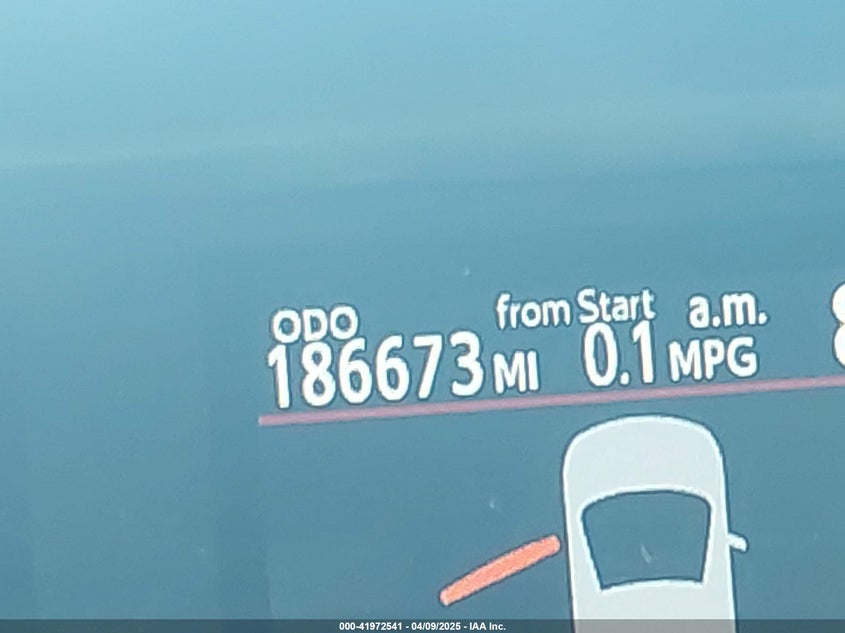 ODO from Start a.m.
186673 MI 0.1 MPG
000-41972541 - 04/09/2025 - IAA Inc.